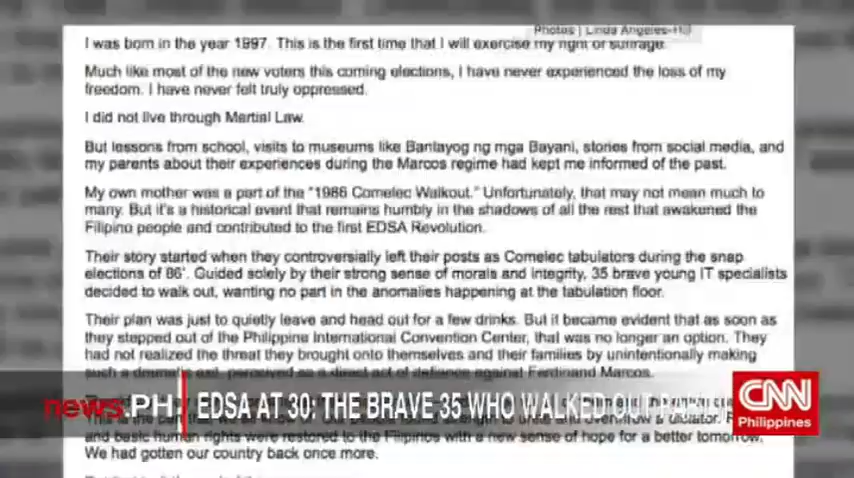 Photos | Linda Angeles-Hill
I was born in the year 1997. This is the first time that I will exercise my right of suffrage.
Much like most of the new voters this coming elections, I have never experienced the loss of my
freedom. I have never felt truly oppressed.
I did not live through Martial Law.
But lessons from school, visits to museums like Bantayog ng mga Bayani, stories from social media, and
my parents about their experiences during the Marcos regime had kept me informed of the past.
My own mother was a part of the "1986 Comelec Walkout." Unfortunately, that may not mean much to
many. But it's a historical event that remains humbly in the shadows of all the rest that awakened the
Filipino people and contributed to the first EDSA Revolution.
Their story started when they controversially left their posts as Comelec tabulators during the snap
elections of 86'. Guided solely by their strong sense of morals and integrity, 35 brave young IT specialists
decided to walk out, wanting no part in the anomalies happening at the tabulation floor.
Their plan was just to quietly leave and head out for a few drinks. But it became evident that as soon as
they stepped out of the Philippine International Convention Center, that was no longer an option. They
had not realized the threat they brought onto themselves and their families by unintentionally making
such a dramatic exit, perceived as a direct act of defiance against Ferdinand Marcos.
news.PH EDSA AT 30: THE BRAVE 35 WHO WALKED OUT
CNN
Philippines
and basic human rights were restored to the Filipinos with a new sense of hope for a better tomorrow.
We had gotten our country back once more.